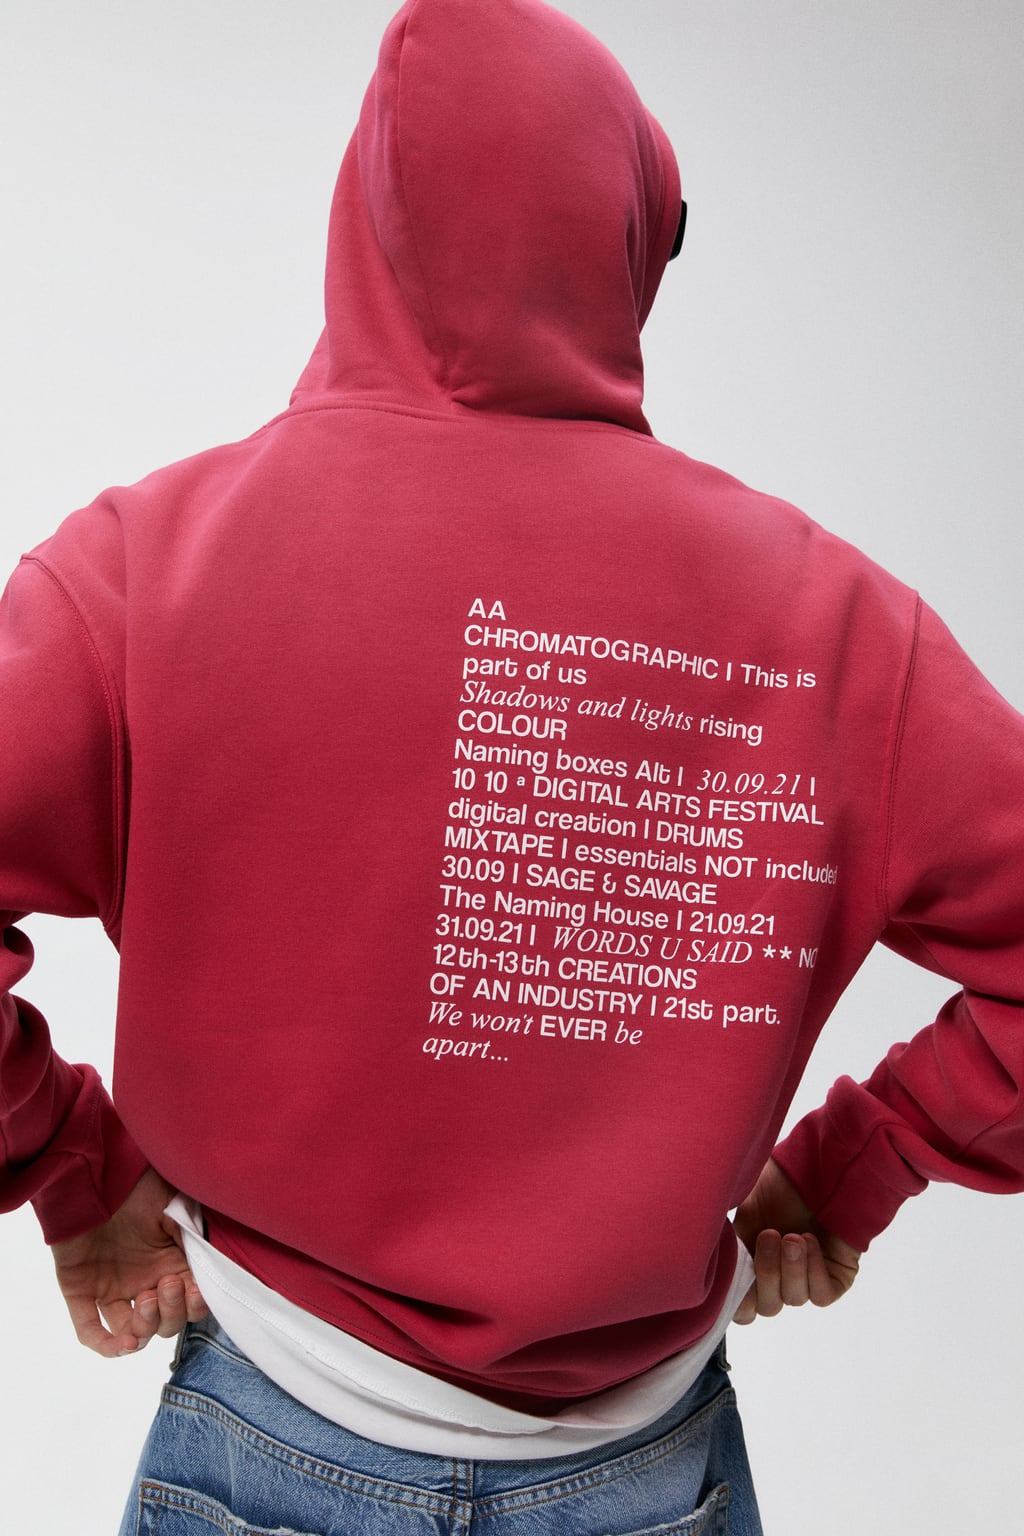 AA
CHROMATOGRAPHIC | This is
part of us
Shadows and lights rising
COLOUR
Naming boxes Alt | 30.09.21 |
10 10 ª DIGITAL ARTS FESTIVAL
digital creation | DRUMS
MIXTAPE | essentials NOT included
30.09 | SAGE & SAVAGE
The Naming House | 21.09.21
31.09.21 | WORDS U SAID ** NO
12th-13th CREATIONS
OF AN INDUSTRY | 21st part.
We won't EVER be
apart...